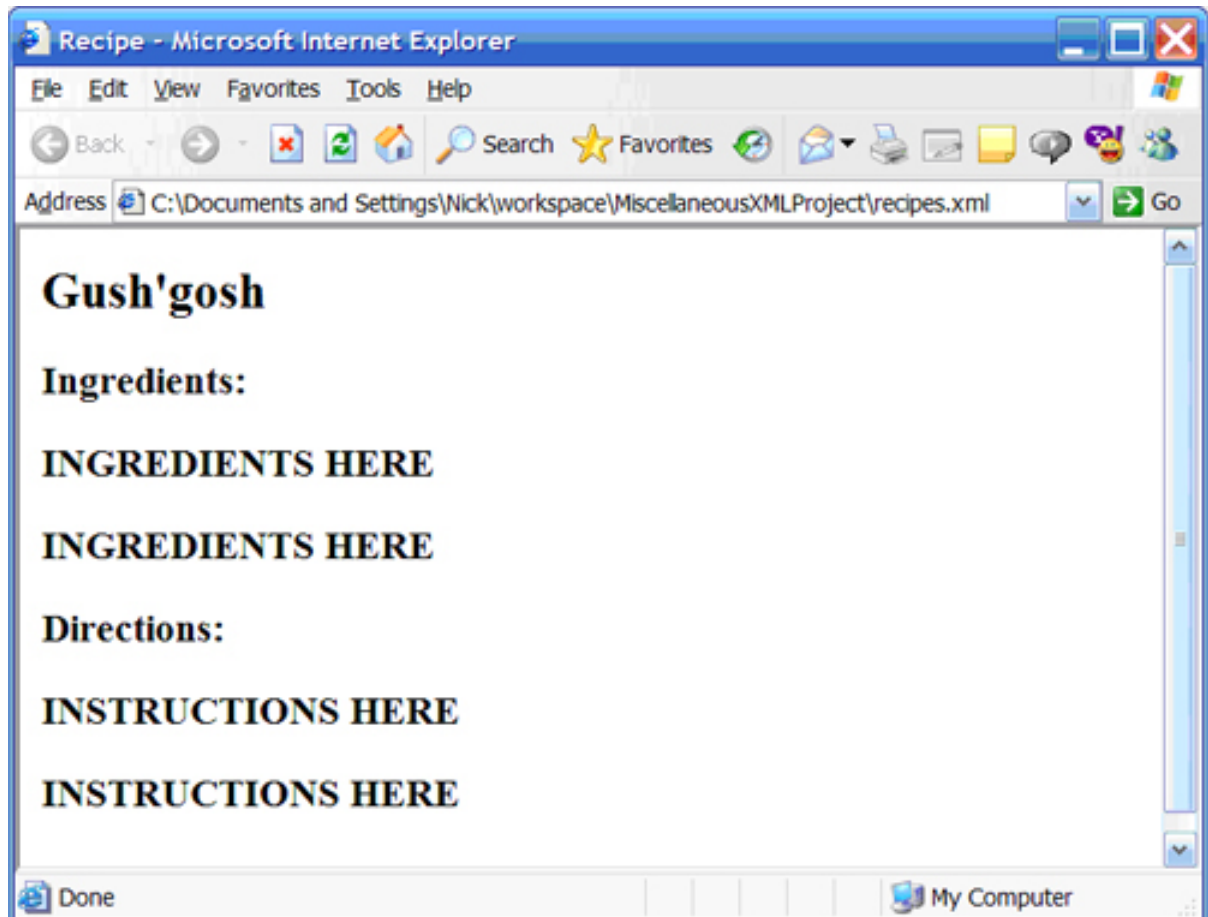 Recipe - Microsoft Internet Explorer
File Edit View Favorites Tools Help
Back Search Favorites
Address C:\Documents and Settings\Nick\workspace\MiscellaneousXMLProject\recipes.xml Go
Gush'gosh
Ingredients:
INGREDIENTS HERE
INGREDIENTS HERE
Directions:
INSTRUCTIONS HERE
INSTRUCTIONS HERE
Done My Computer